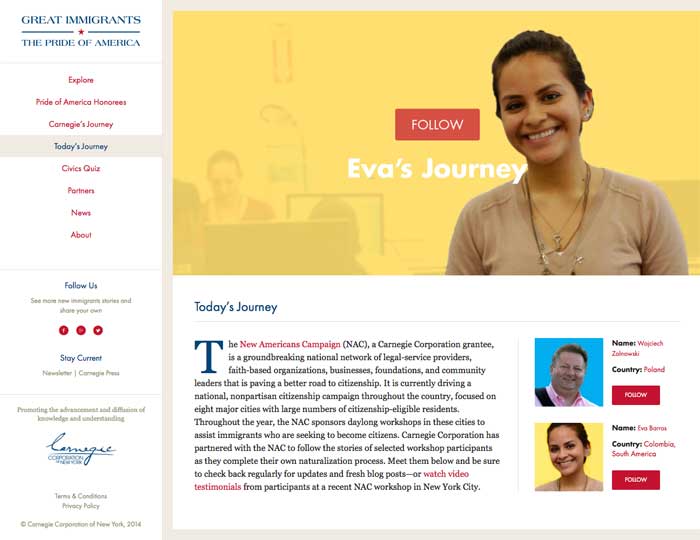 GREAT IMMIGRANTS
THE PRIDE OF AMERICA
Explore
Pride of America Honorees
Carnegie's Journey
Today's Journey
Civics Quiz
Partners
News
About
Follow Us
See more new immigrants stories and
share your own
Stay Current
Newsletter | Carnegie Press
Promoting the advancement and diffusion of
knowledge and understanding
Carnegie
CORPORATION
OF NEW YORK
Terms & Conditions
Privacy Policy
© Carnegie Corporation of New York, 2014
FOLLOW
Eva's Journey
Today's Journey
The New Americans Campaign (NAC), a Carnegie Corporation grantee,
is a groundbreaking national network of legal-service providers,
faith-based organizations, businesses, foundations, and community
leaders that is paving a better road to citizenship. It is currently driving a
national, nonpartisan citizenship campaign throughout the country, focused on
eight major cities with large numbers of citizenship-eligible residents.
Throughout the year, the NAC sponsors daylong workshops in these cities to
assist immigrants who are seeking to become citizens. Carnegie Corporation has
partnered with the NAC to follow the stories of selected workshop participants
as they complete their own naturalization process. Meet them below and be sure
to check back regularly for updates and fresh blog posts—or watch video
testimonials from participants at a recent NAC workshop in New York City.
Name: Wojciech
Zolnowski
Country: Poland
FOLLOW
Name: Eva Barros
Country: Colombia,
South America
FOLLOW